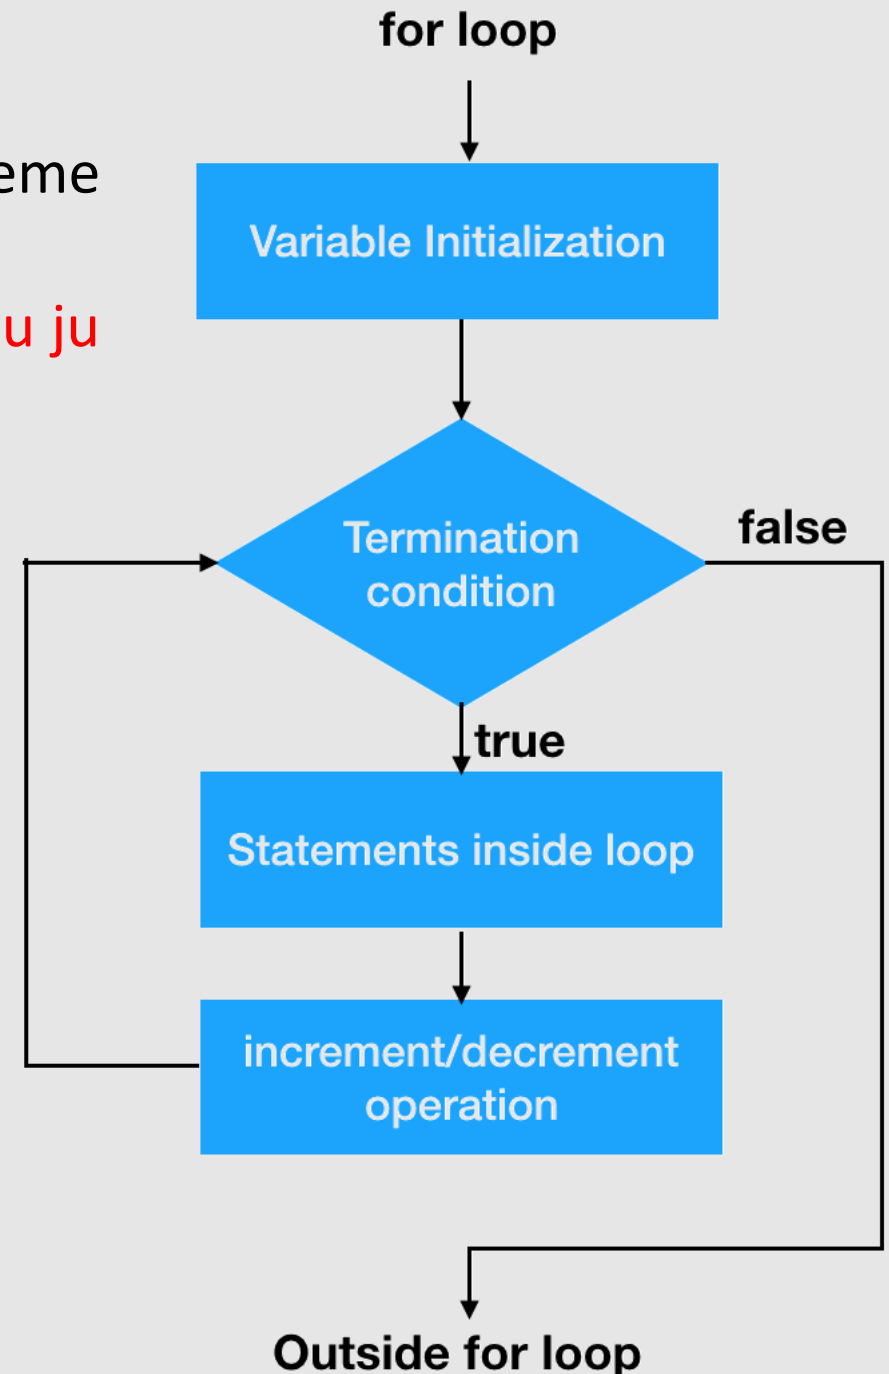 for loop
eme
Variable Initialization
u ju
Termination
condition
false
true
Statements inside loop
increment/decrement
operation
Outside for loop